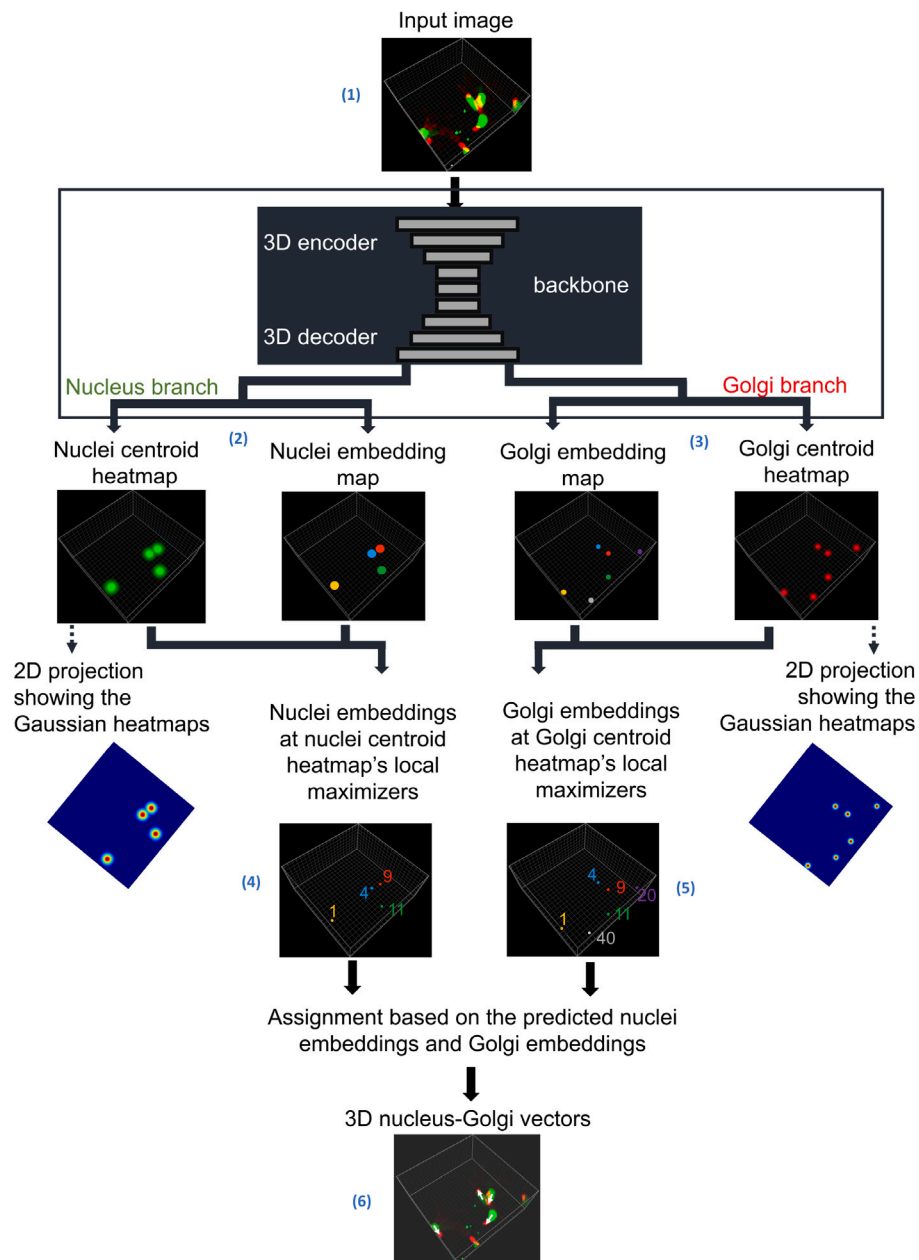 Input image
(1)
3D encoder
backbone
3D decoder
Nucleus branch
Golgi branch
(2)
(3)
Nuclei centroid
heatmap
Nuclei embedding
map
Golgi embedding
map
Golgi centroid
heatmap
2D projection
showing the
Gaussian heatmaps
Nuclei embeddings
at nuclei centroid
heatmap's local
maximizers
Golgi embeddings
at Golgi centroid
heatmap's local
maximizers
2D projection
showing the
Gaussian heatmaps
(4)
9
4
1
11
4
9
20
1
11
40
(5)
Assignment based on the predicted nuclei
embeddings and Golgi embeddings
3D nucleus-Golgi vectors
(6)